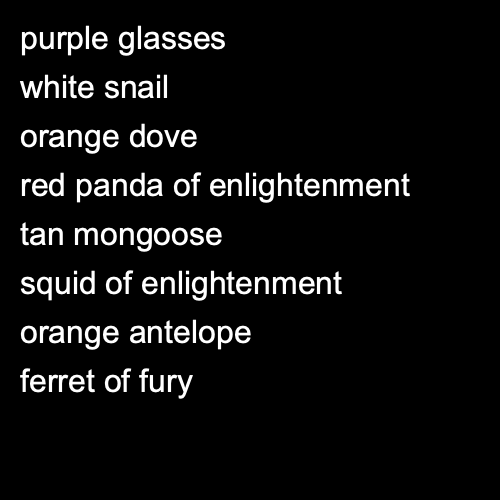 purple glasses
white snail
orange dove
red panda of enlightenment
tan mongoose
squid of enlightenment
orange antelope
ferret of fury